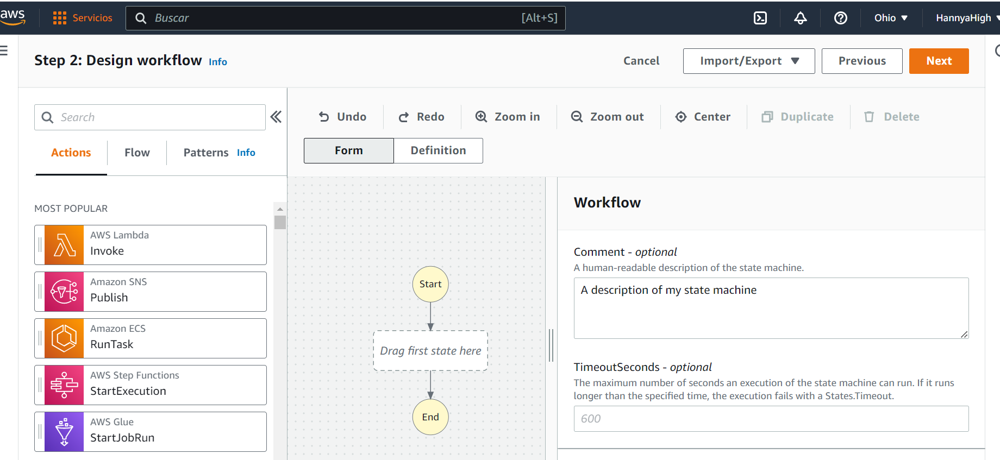 aws Servicios Buscar [Alt+S] Ohio HannyaHigh
Step 2: Design workflow Info Cancel Import/Export Previous Next
Search
Undo Redo Zoom in Zoom out Center Duplicate Delete
Actions Flow Patterns Info
Form Definition
MOST POPULAR
AWS Lambda
Invoke
Amazon SNS
Publish
Amazon ECS
RunTask
AWS Step Functions
StartExecution
AWS Glue
StartJobRun
Start
Drag first state here
End
Workflow
Comment - optional
A human-readable description of the state machine.
A description of my state machine
TimeoutSeconds - optional
The maximum number of seconds an execution of the state machine can run. If it runs
longer than the specified time, the execution fails with a States.Timeout.
600